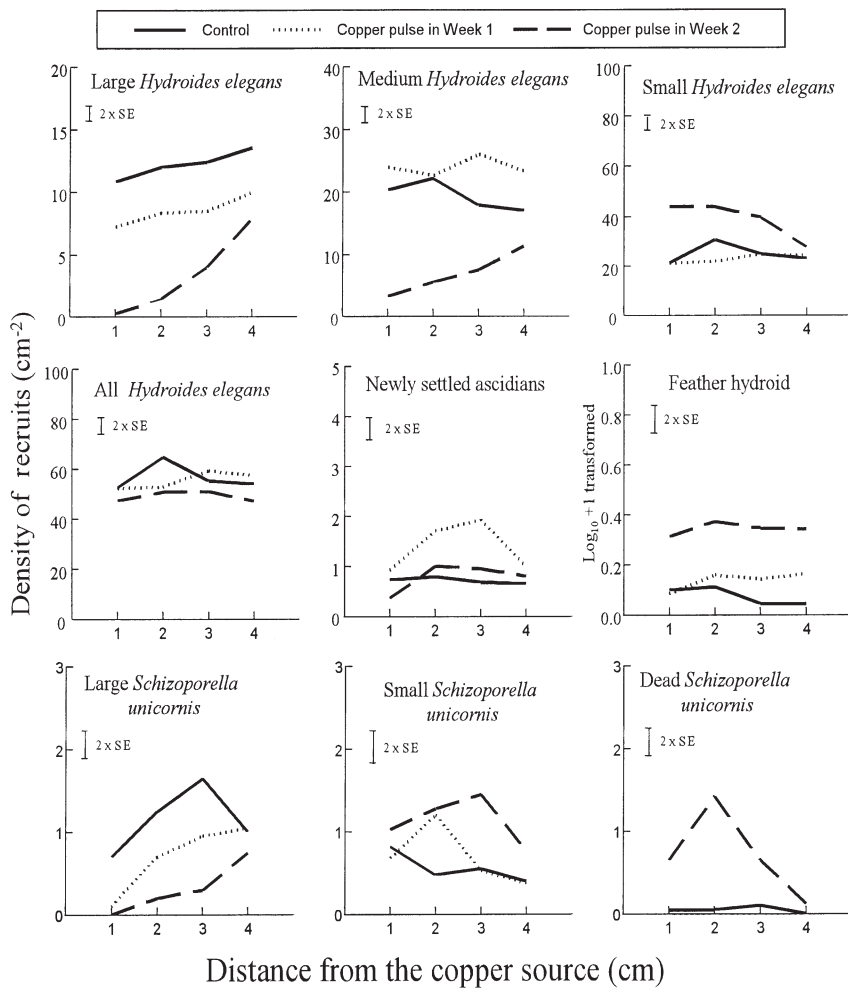 Control Copper pulse in Week 1 Copper pulse in Week 2
Density of recruits (cm⁻²)
Large Hydroides elegans
2 x SE
20
15
10
5
0
1 2 3 4
Medium Hydroides elegans
2 x SE
40
30
20
10
0
1 2 3 4
Small Hydroides elegans
2 x SE
100
80
60
40
20
0
1 2 3 4
All Hydroides elegans
2 x SE
100
80
60
40
20
0
1 2 3 4
Newly settled ascidians
2 x SE
5
4
3
2
1
0
1 2 3 4
Feather hydroid
2 x SE
Log₁₀ +1 transformed
1.0
0.8
0.6
0.4
0.2
0.0
1 2 3 4
Large Schizoporella
unicornis
2 x SE
3
2
1
0
1 2 3 4
Small Schizoporella
unicornis
2 x SE
3
2
1
0
1 2 3 4
Dead Schizoporella
unicornis
2 x SE
3
2
1
0
1 2 3 4
Distance from the copper source (cm)